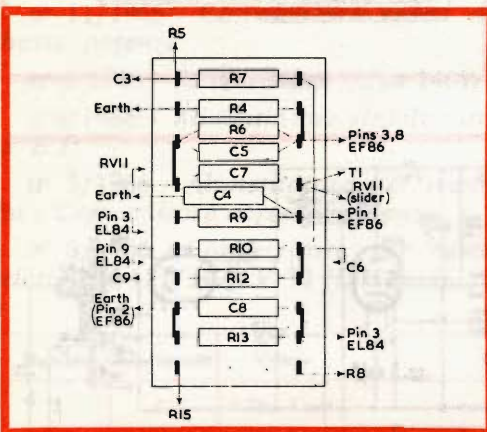 R5
C3
R7
Earth
R4
R6
Pins 3,8
EF86
C5
RV11
C7
T1
Earth
C4
RV11
(slider)
Pin 3
EL84
R9
Pin 1
EF86
Pin 9
EL84
R10
C6
C9
R12
Earth
(Pin 2
EF86)
C8
R13
Pin 3
EL84
R8
R15